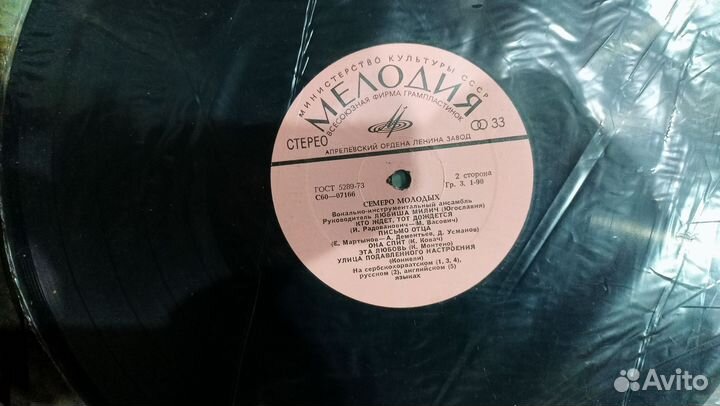 МИНИСТЕРСТВО КУЛЬТУРЫ СССР
МЕЛОДИЯ
ВСЕСОЮЗНАЯ ФИРМА ГРАМПЛАСТИНОК
СТЕРЕО
33
АПРЕЛЕВСКИЙ ОРДЕНА ЛЕНИНА ЗАВОД
ГОСТ 5289-73
2 сторона
С60—07166
Гр. 3. 1-90
СЕМЕРО МОЛОДЫХ
Вокально-инструментальный ансамбль
Руководитель ЛЮБИША МИЛИЧ (Югославия)
КТО ЖДЕТ, ТОТ ДОЖДЕТСЯ
(И. Радованович—М. Васович)
ПИСЬМО ОТЦА
(Е. Мартынов—А. Дементьев, Д. Усманов)
ОНА СПИТ (К. Ковач)
ЭТА ЛЮБОВЬ (К. Монтено)
УЛИЦА ПОДАВЛЕННОГО НАСТРОЕНИЯ
(Коннели)
На сербскохорватском (1, 3, 4),
русском (2), английском (5)
языках
Avito